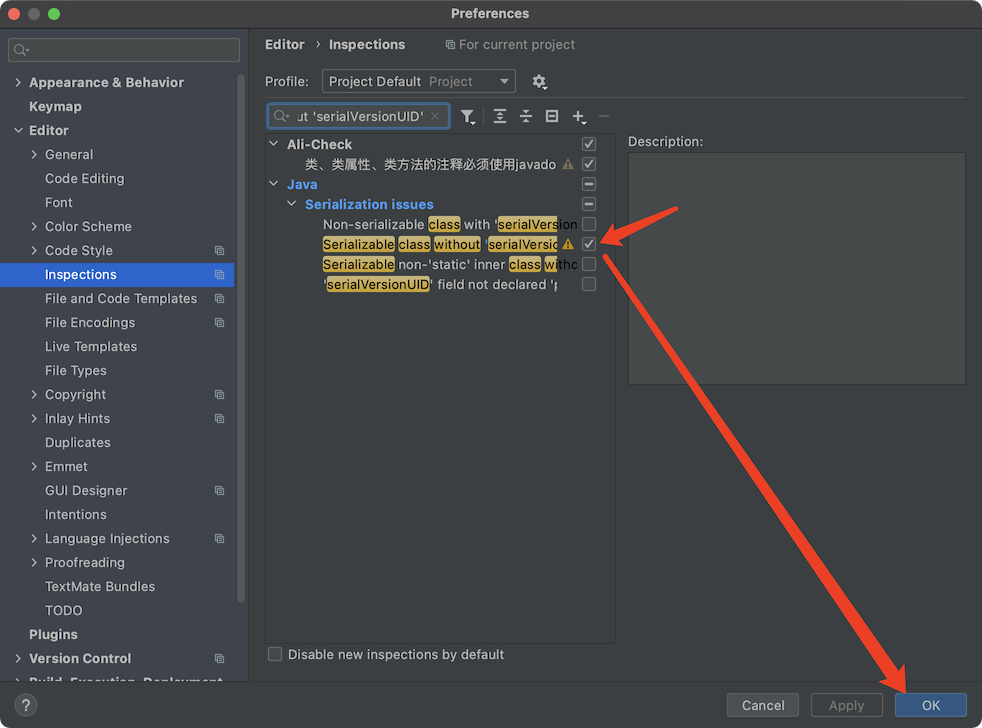 Preferences
Editor › Inspections For current project
Profile: Project Default Project
ut 'serialVersionUID'
Appearance & Behavior
Keymap
Editor
General
Code Editing
Font
Color Scheme
Code Style
Inspections
File and Code Templates
File Encodings
Live Templates
File Types
Copyright
Inlay Hints
Duplicates
Emmet
GUI Designer
Intentions
Language Injections
Proofreading
TextMate Bundles
TODO
Plugins
Version Control
Build, Execution, Deployment
Ali-Check
类、类属性、类方法的注释必须使用javado
Java
Serialization issues
Non-serializable class with 'serialVersion
Serializable class without 'serialVersio
Serializable non-'static' inner class witho
'serialVersionUID' field not declared 'p
Disable new inspections by default
Description:
?
Cancel
Apply
OK